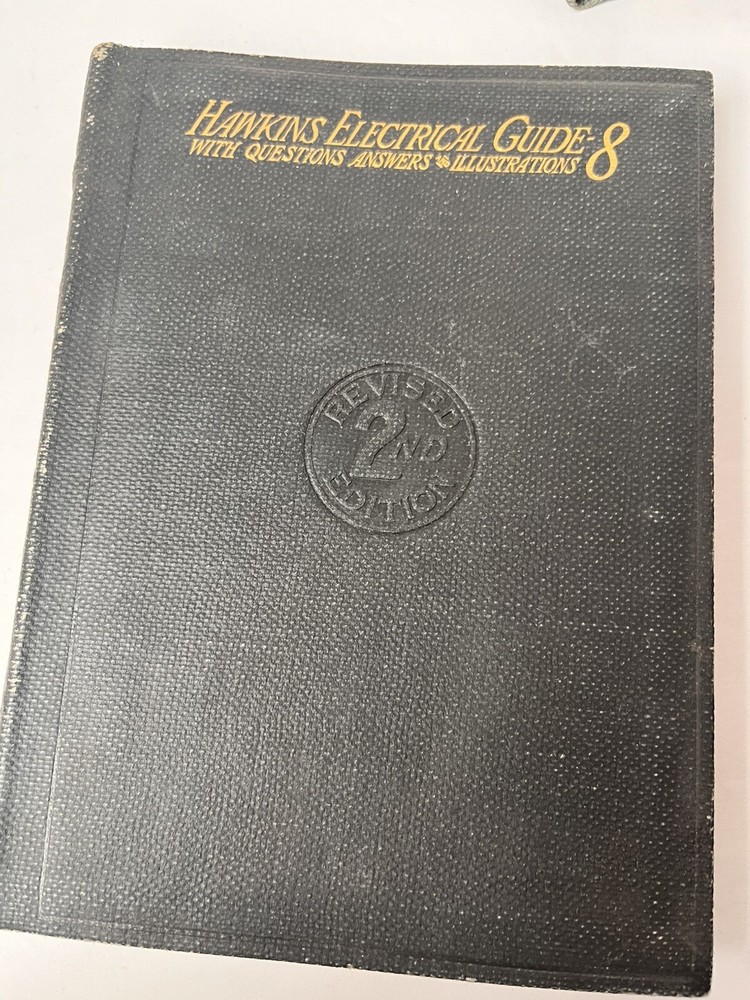 HAWKINS ELECTRICAL GUIDE-8
WITH QUESTIONS ANSWERS & ILLUSTRATIONS
REVISED
2ND
EDITION